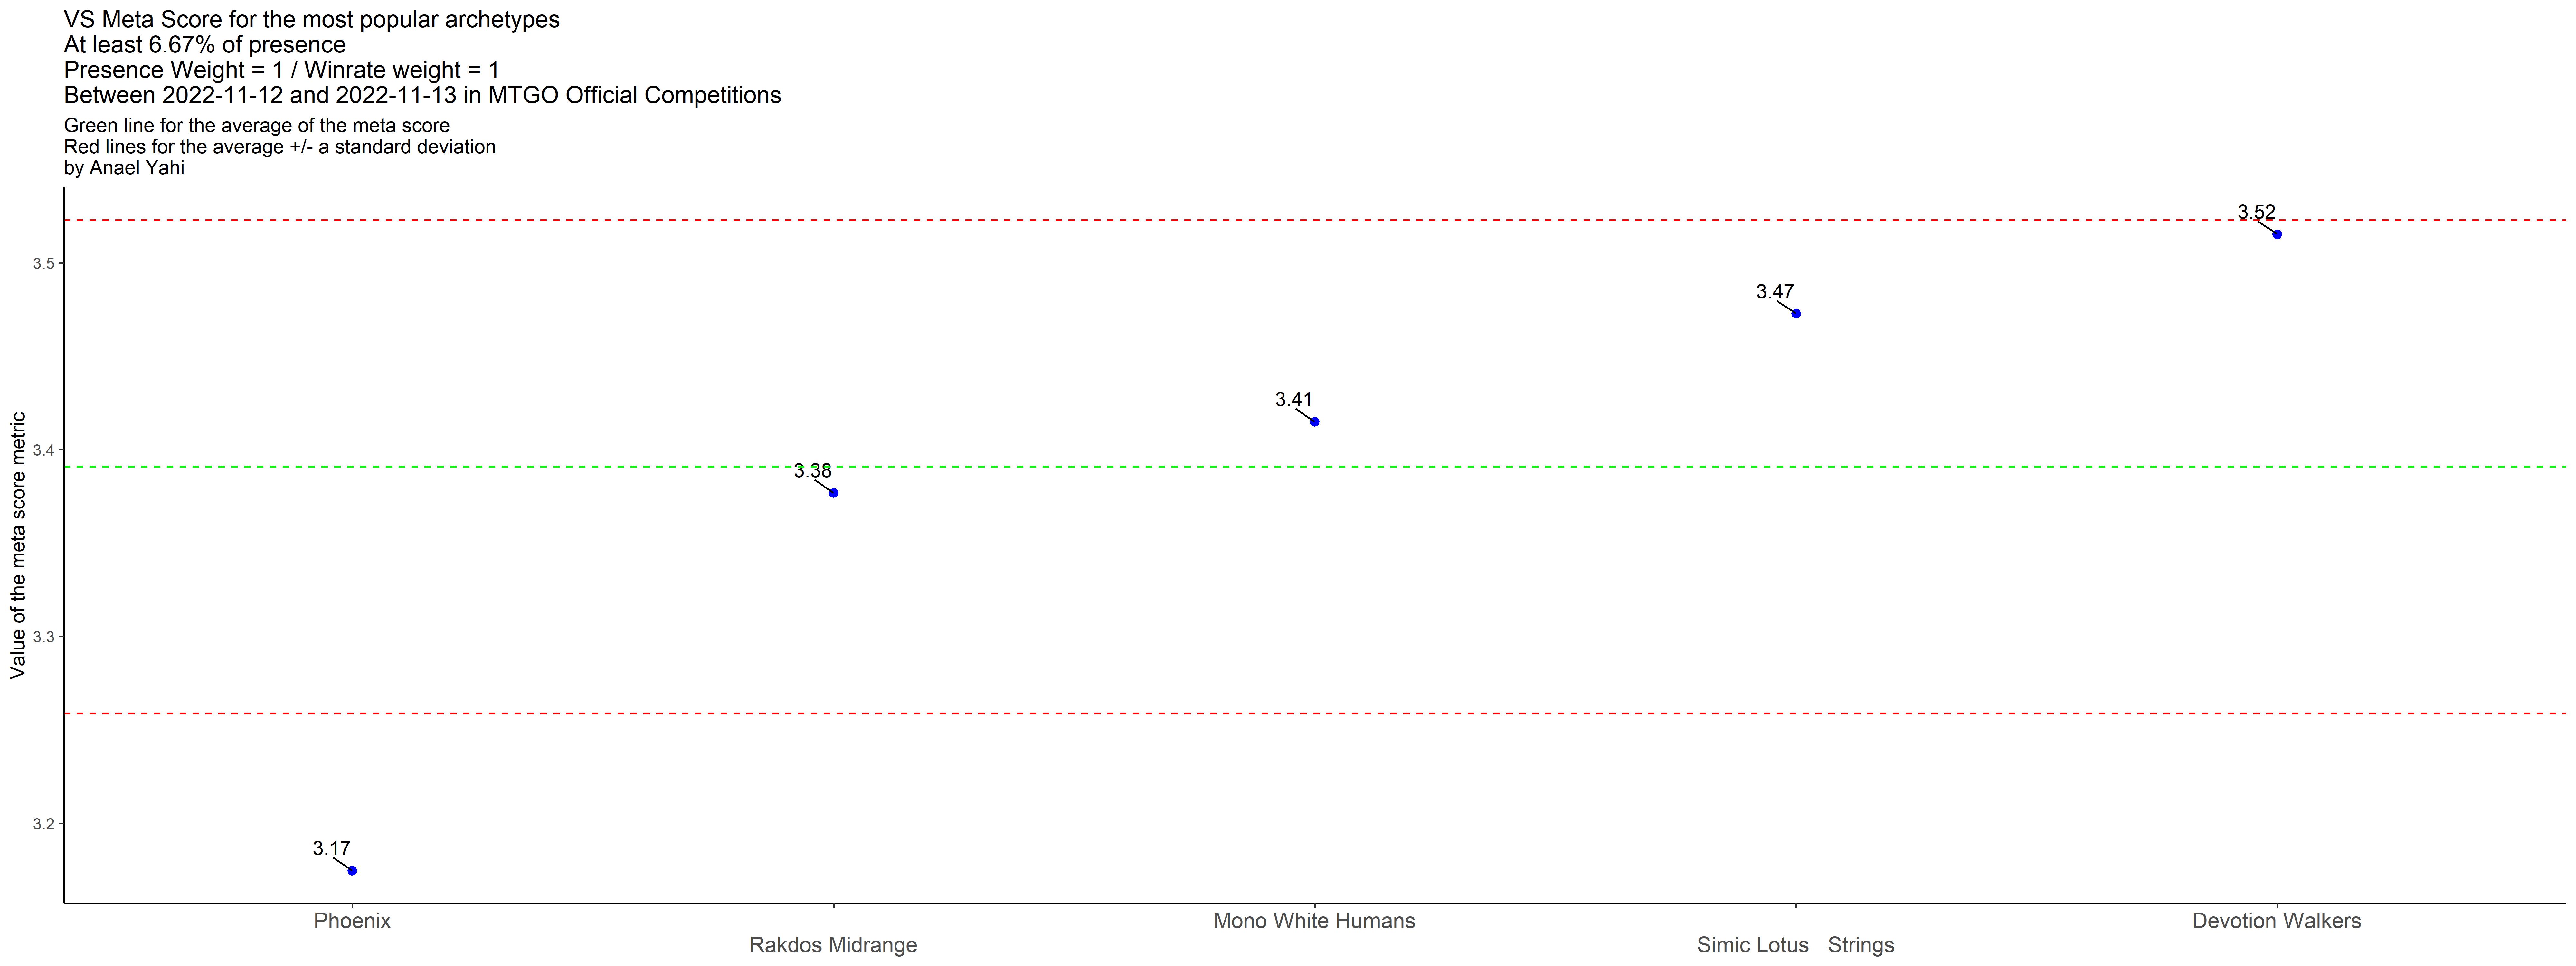 VS Meta Score for the most popular archetypes
At least 6.67% of presence
Presence Weight = 1 / Winrate weight = 1
Between 2022-11-12 and 2022-11-13 in MTGO Official Competitions
Green line for the average of the meta score
Red lines for the average +/- a standard deviation
by Anael Yahi
Value of the meta score metric
3.5
3.4
3.3
3.2
3.52
3.47
3.41
3.38
3.17
Phoenix
Rakdos Midrange
Mono White Humans
Simic Lotus   Strings
Devotion Walkers